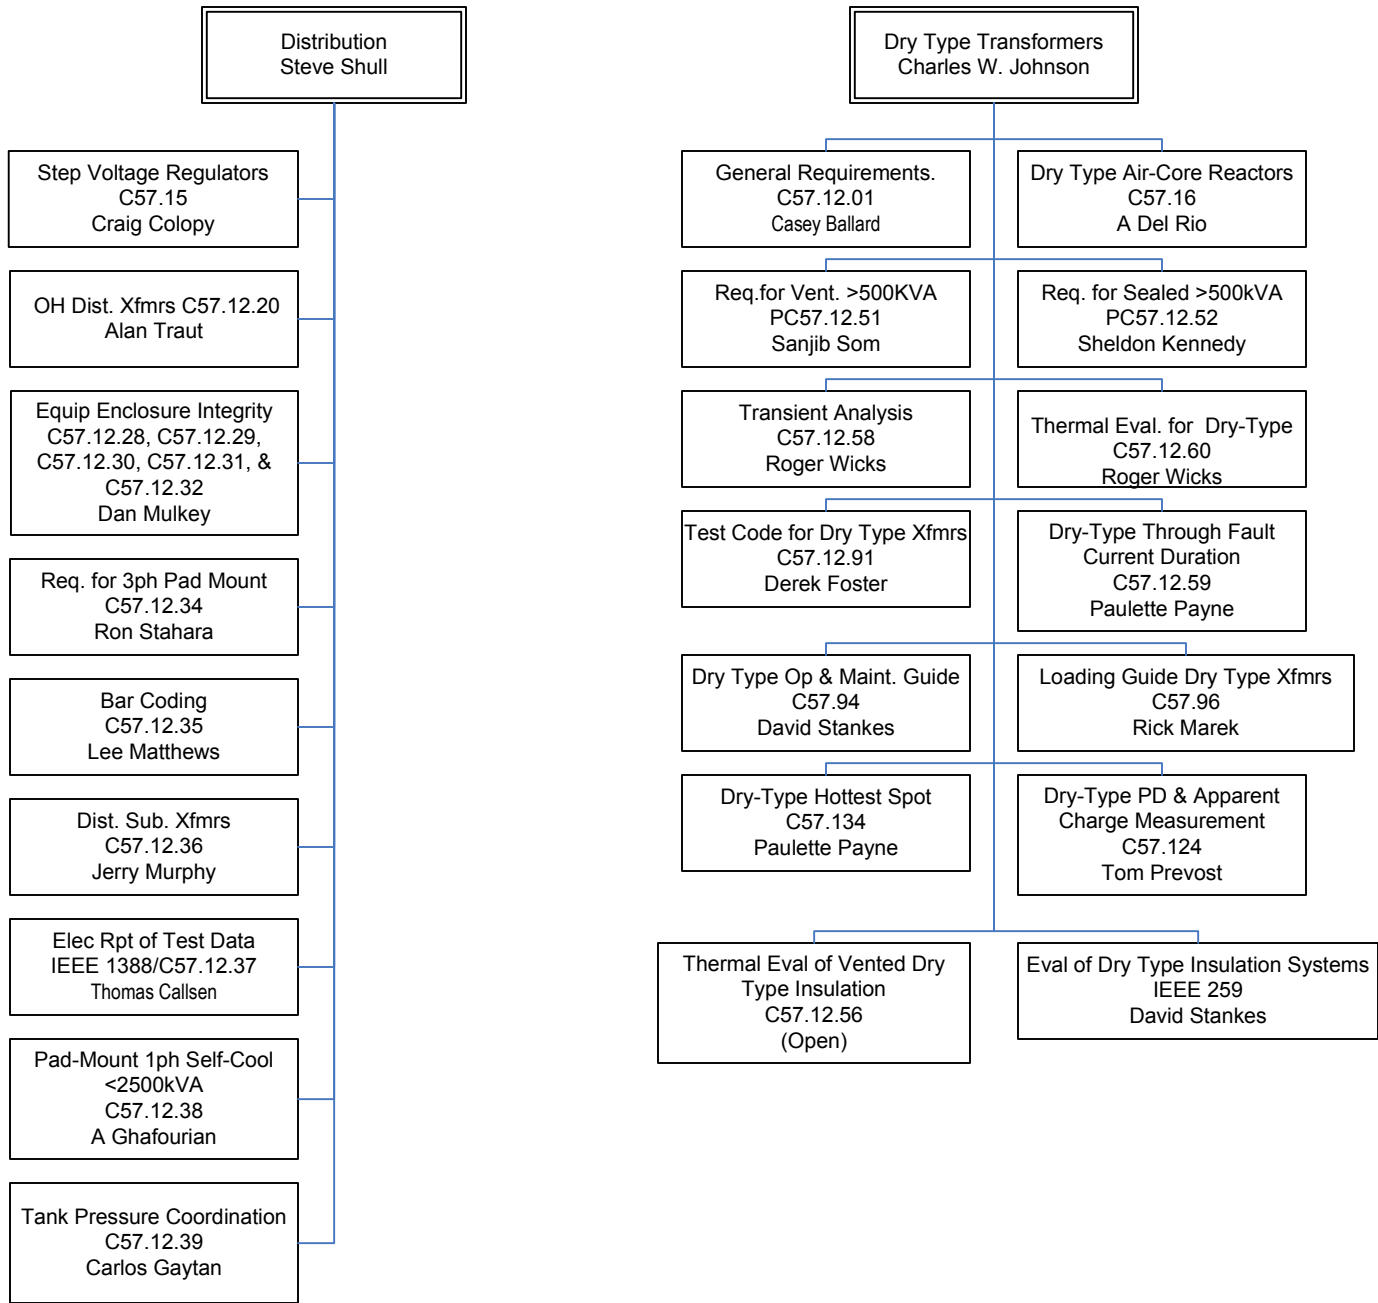 Distribution
Steve Shull
Step Voltage Regulators
C57.15
Craig Colopy
OH Dist. Xfmrs C57.12.20
Alan Traut
Equip Enclosure Integrity
C57.12.28, C57.12.29,
C57.12.30, C57.12.31, &
C57.12.32
Dan Mulkey
Req. for 3ph Pad Mount
C57.12.34
Ron Stahara
Bar Coding
C57.12.35
Lee Matthews
Dist. Sub. Xfmrs
C57.12.36
Jerry Murphy
Elec Rpt of Test Data
IEEE 1388/C57.12.37
Thomas Callsen
Pad-Mount 1ph Self-Cool
<2500kVA
C57.12.38
A Ghafourian
Tank Pressure Coordination
C57.12.39
Carlos Gaytan
Dry Type Transformers
Charles W. Johnson
General Requirements.
C57.12.01
Casey Ballard
Dry Type Air-Core Reactors
C57.16
A Del Rio
Req.for Vent. >500KVA
PC57.12.51
Sanjib Som
Req. for Sealed >500kVA
PC57.12.52
Sheldon Kennedy
Transient Analysis
C57.12.58
Roger Wicks
Thermal Eval. for Dry-Type
C57.12.60
Roger Wicks
Test Code for Dry Type Xfmrs
C57.12.91
Derek Foster
Dry-Type Through Fault
Current Duration
C57.12.59
Paulette Payne
Dry Type Op & Maint. Guide
C57.94
David Stankes
Loading Guide Dry Type Xfmrs
C57.96
Rick Marek
Dry-Type Hottest Spot
C57.134
Paulette Payne
Dry-Type PD & Apparent
Charge Measurement
C57.124
Tom Prevost
Thermal Eval of Vented Dry
Type Insulation
C57.12.56
(Open)
Eval of Dry Type Insulation Systems
IEEE 259
David Stankes